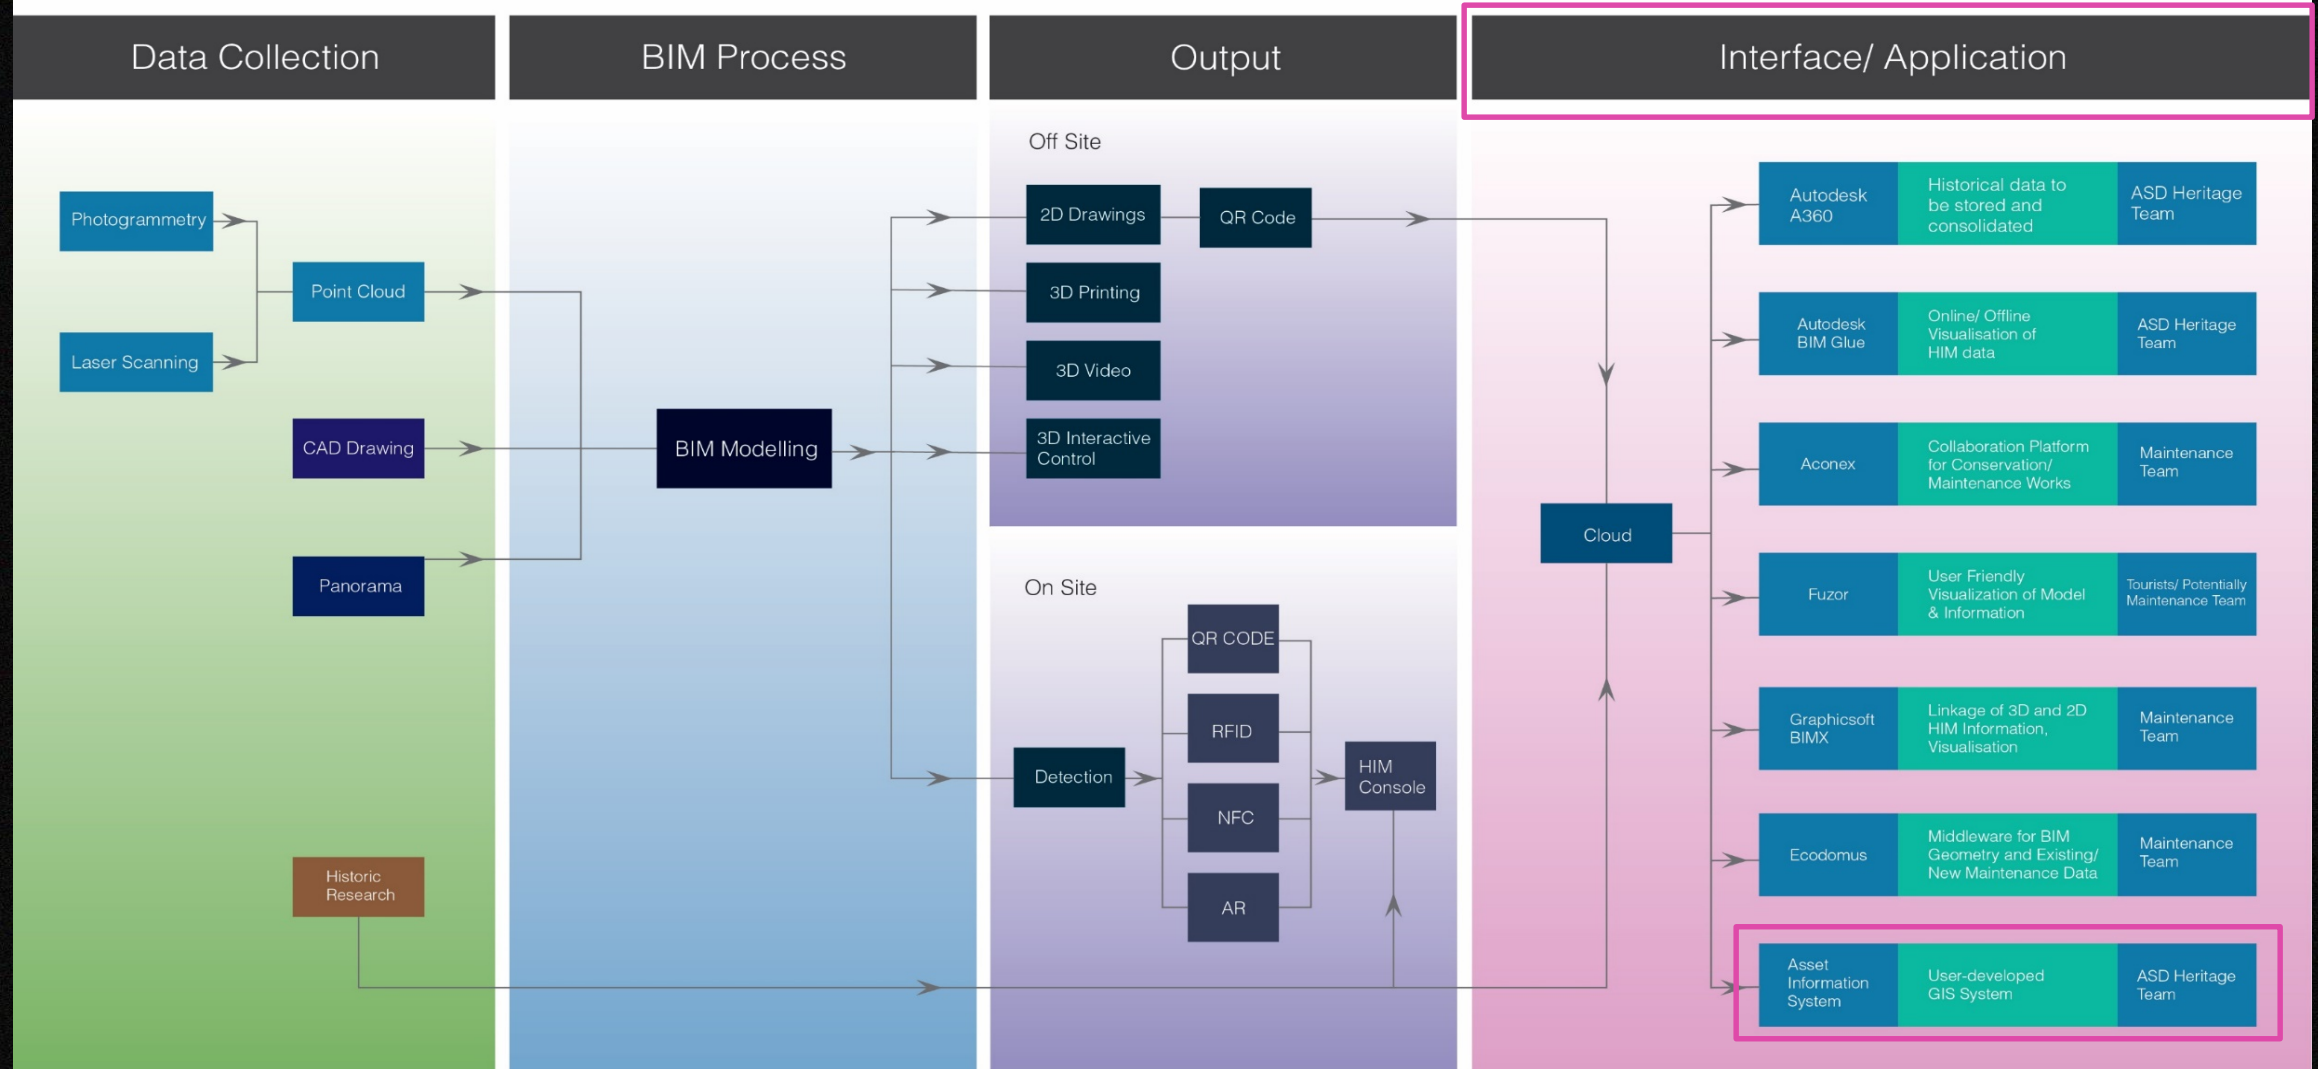 Data Collection
BIM Process
Output
Interface/ Application
Photogrammetry
Laser Scanning
Point Cloud
CAD Drawing
Panorama
Historic
Research
BIM Modelling
Off Site
2D Drawings
QR Code
3D Printing
3D Video
3D Interactive
Control
On Site
Detection
QR CODE
RFID
NFC
AR
HIM
Console
Cloud
Autodesk
A360
Historical data to
be stored and
consolidated
ASD Heritage
Team
Autodesk
BIM Glue
Online/ Offline
Visualisation of
HIM data
ASD Heritage
Team
Aconex
Collaboration Platform
for Conservation/
Maintenance Works
Maintenance
Team
Fuzor
User Friendly
Visualization of Model
& Information
Tourists/ Potentially
Maintenance Team
Graphicsoft
BIMX
Linkage of 3D and 2D
HIM Information,
Visualisation
Maintenance
Team
Ecodomus
Middleware for BIM
Geometry and Existing/
New Maintenance Data
Maintenance
Team
Asset
Information
System
User-developed
GIS System
ASD Heritage
Team